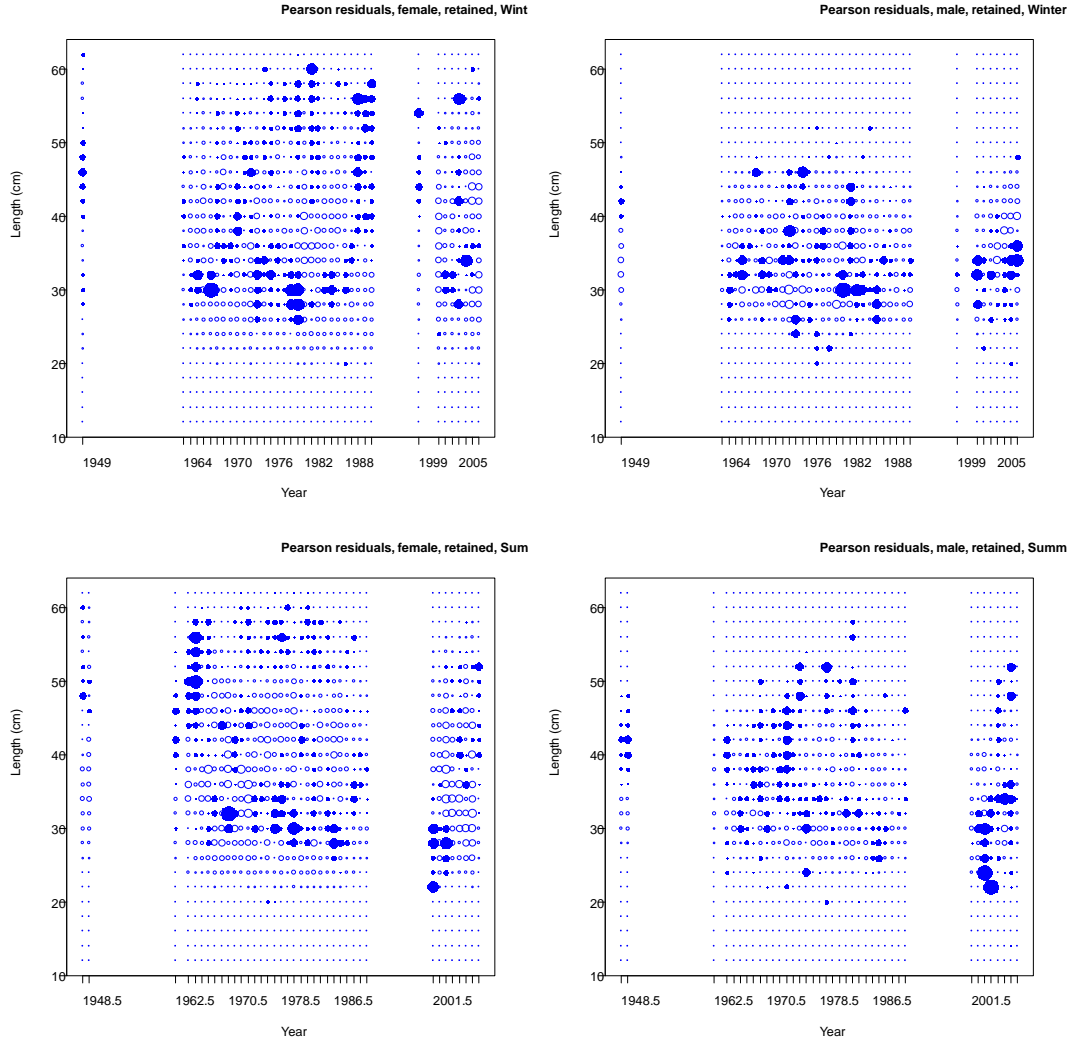 Pearson residuals, female, retained, Wint
Length (cm)
60
50
40
30
20
10
1949 1964 1970 1976 1982 1988 1999 2005
Year
Pearson residuals, male, retained, Winter
Length (cm)
60
50
40
30
20
10
1949 1964 1970 1976 1982 1988 1999 2005
Year
Pearson residuals, female, retained, Sum
Length (cm)
60
50
40
30
20
10
1948.5 1962.5 1970.5 1978.5 1986.5 2001.5
Year
Pearson residuals, male, retained, Summ
Length (cm)
60
50
40
30
20
10
1948.5 1962.5 1970.5 1978.5 1986.5 2001.5
Year